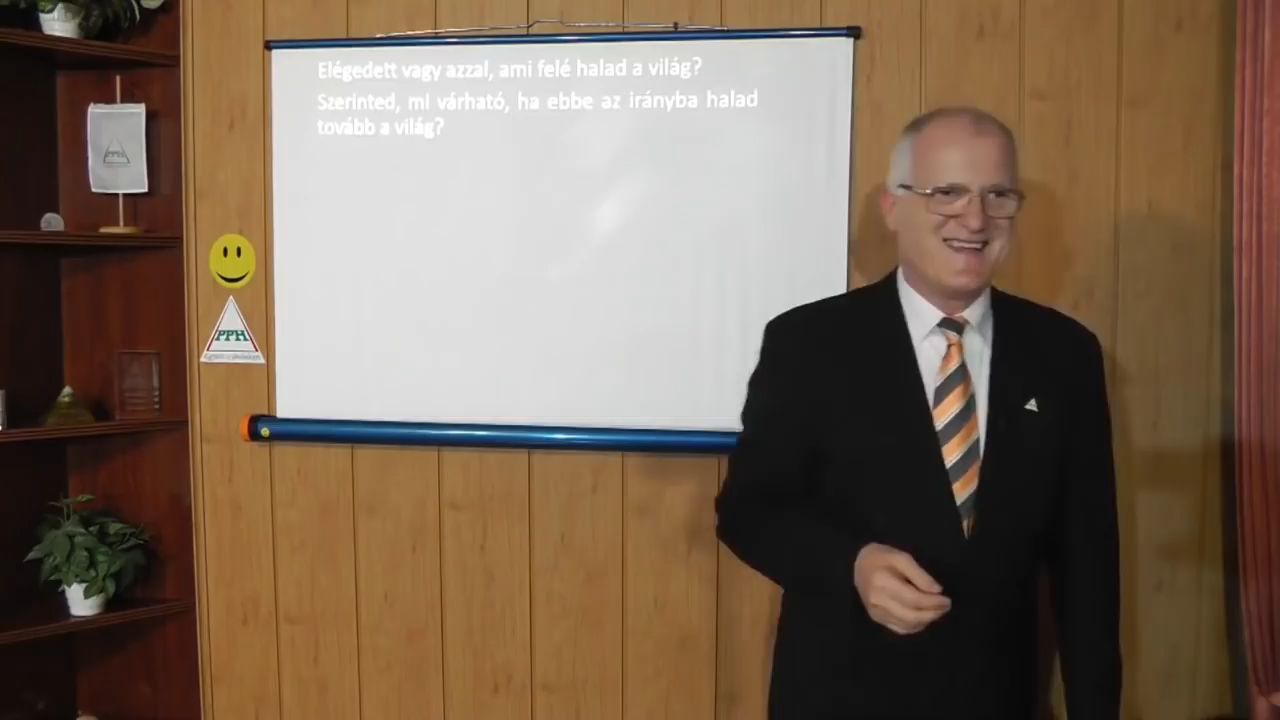 Elégedett vagy azzal, ami felé halad a világ?
Szerinted, mi várható, ha ebbe az irányba halad
tovább a világ?
PPH
PPH